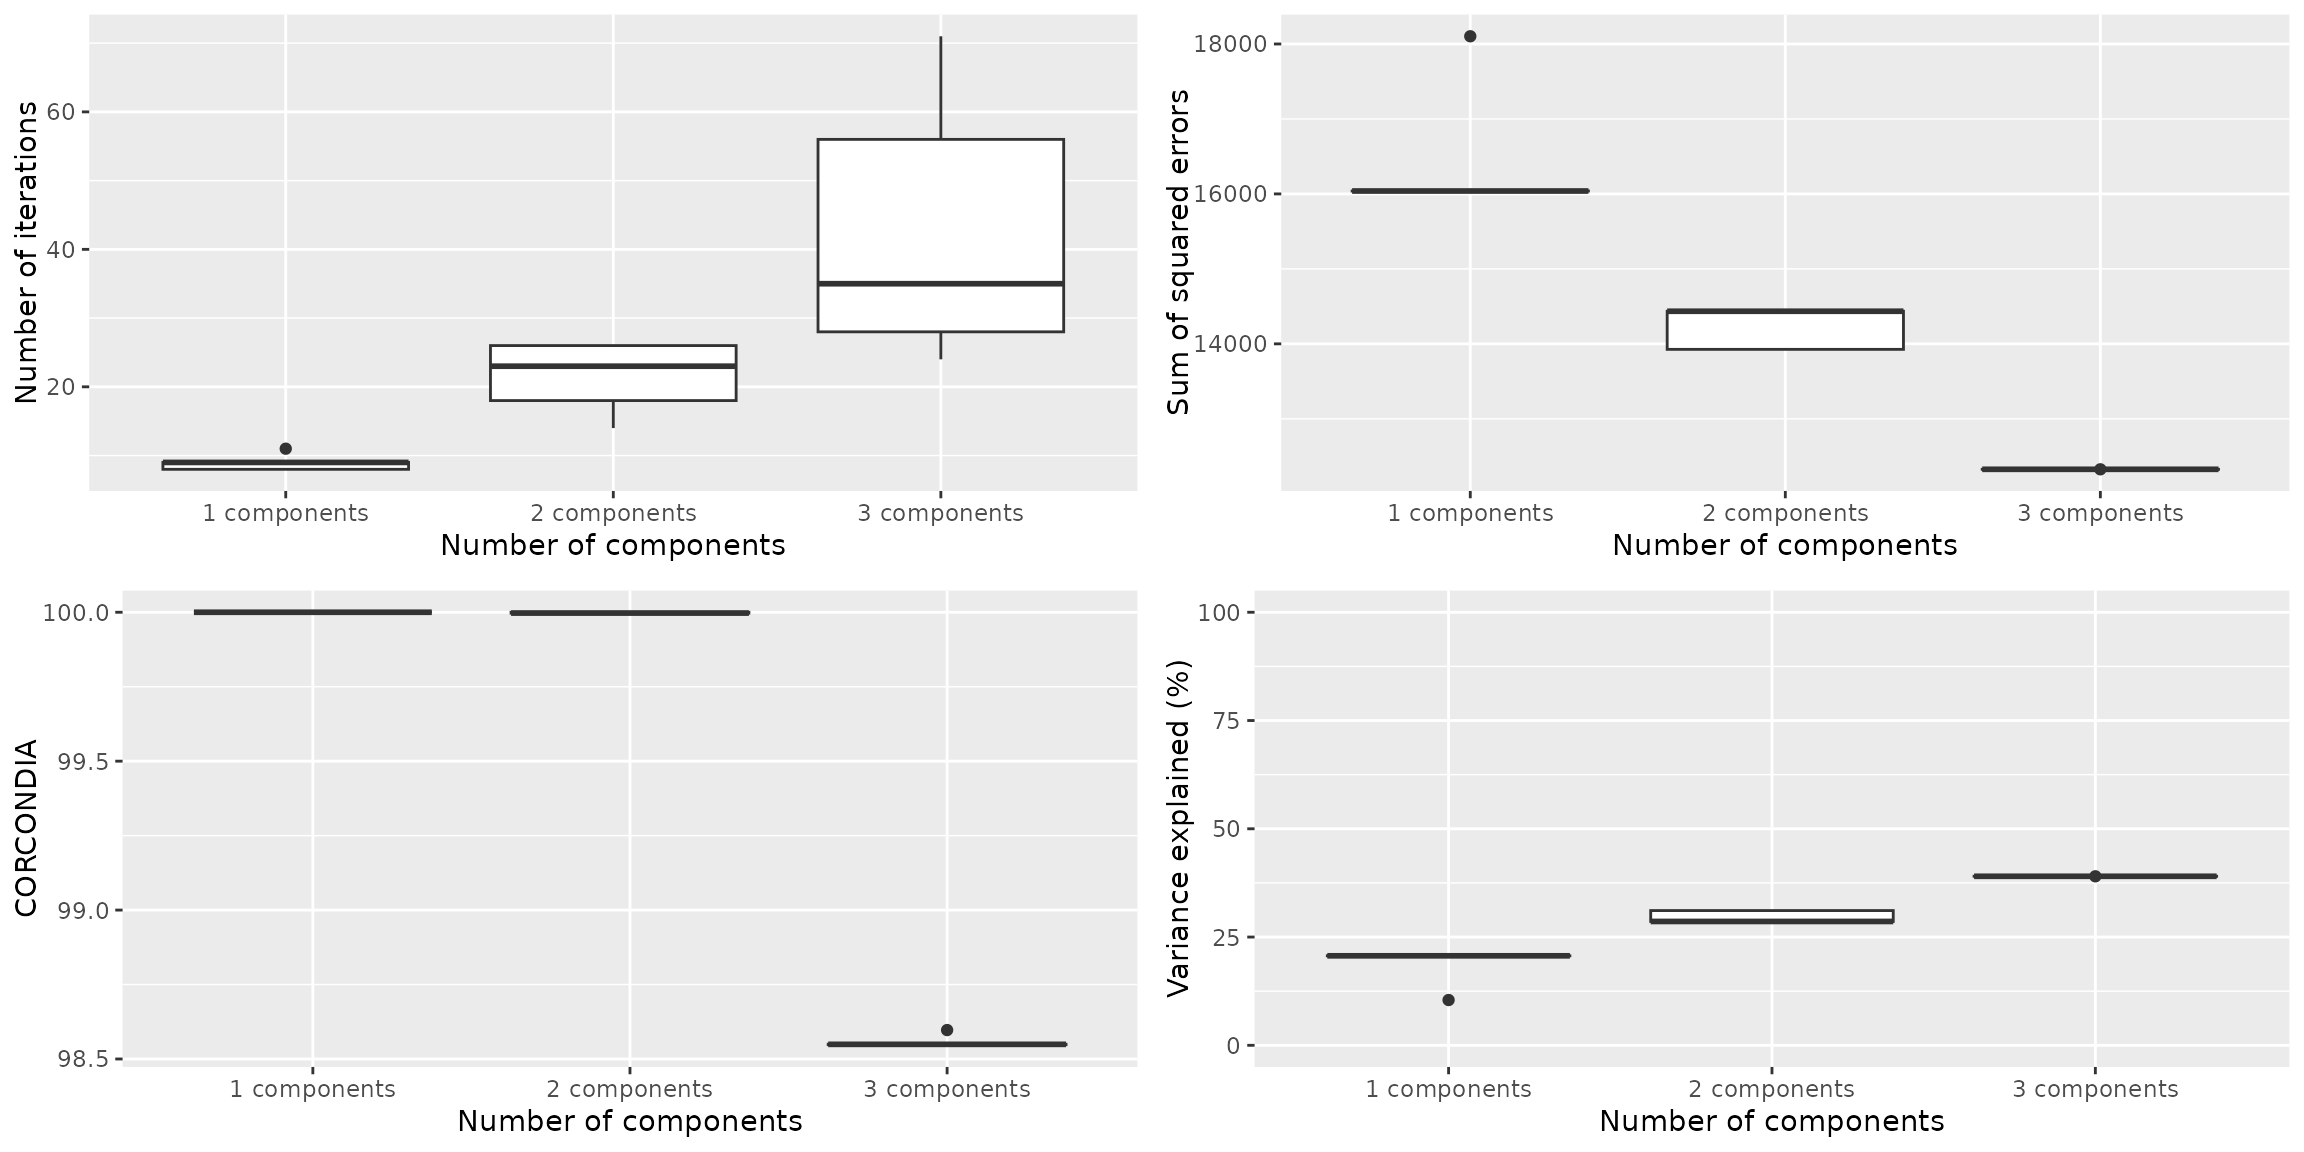 Number of iterations
60
40
20
1 components
2 components
3 components
Number of components
Sum of squared errors
18000
16000
14000
1 components
2 components
3 components
Number of components
CORCONDIA
100.0
99.5
99.0
98.5
1 components
2 components
3 components
Number of components
Variance explained (%)
100
75
50
25
0
1 components
2 components
3 components
Number of components